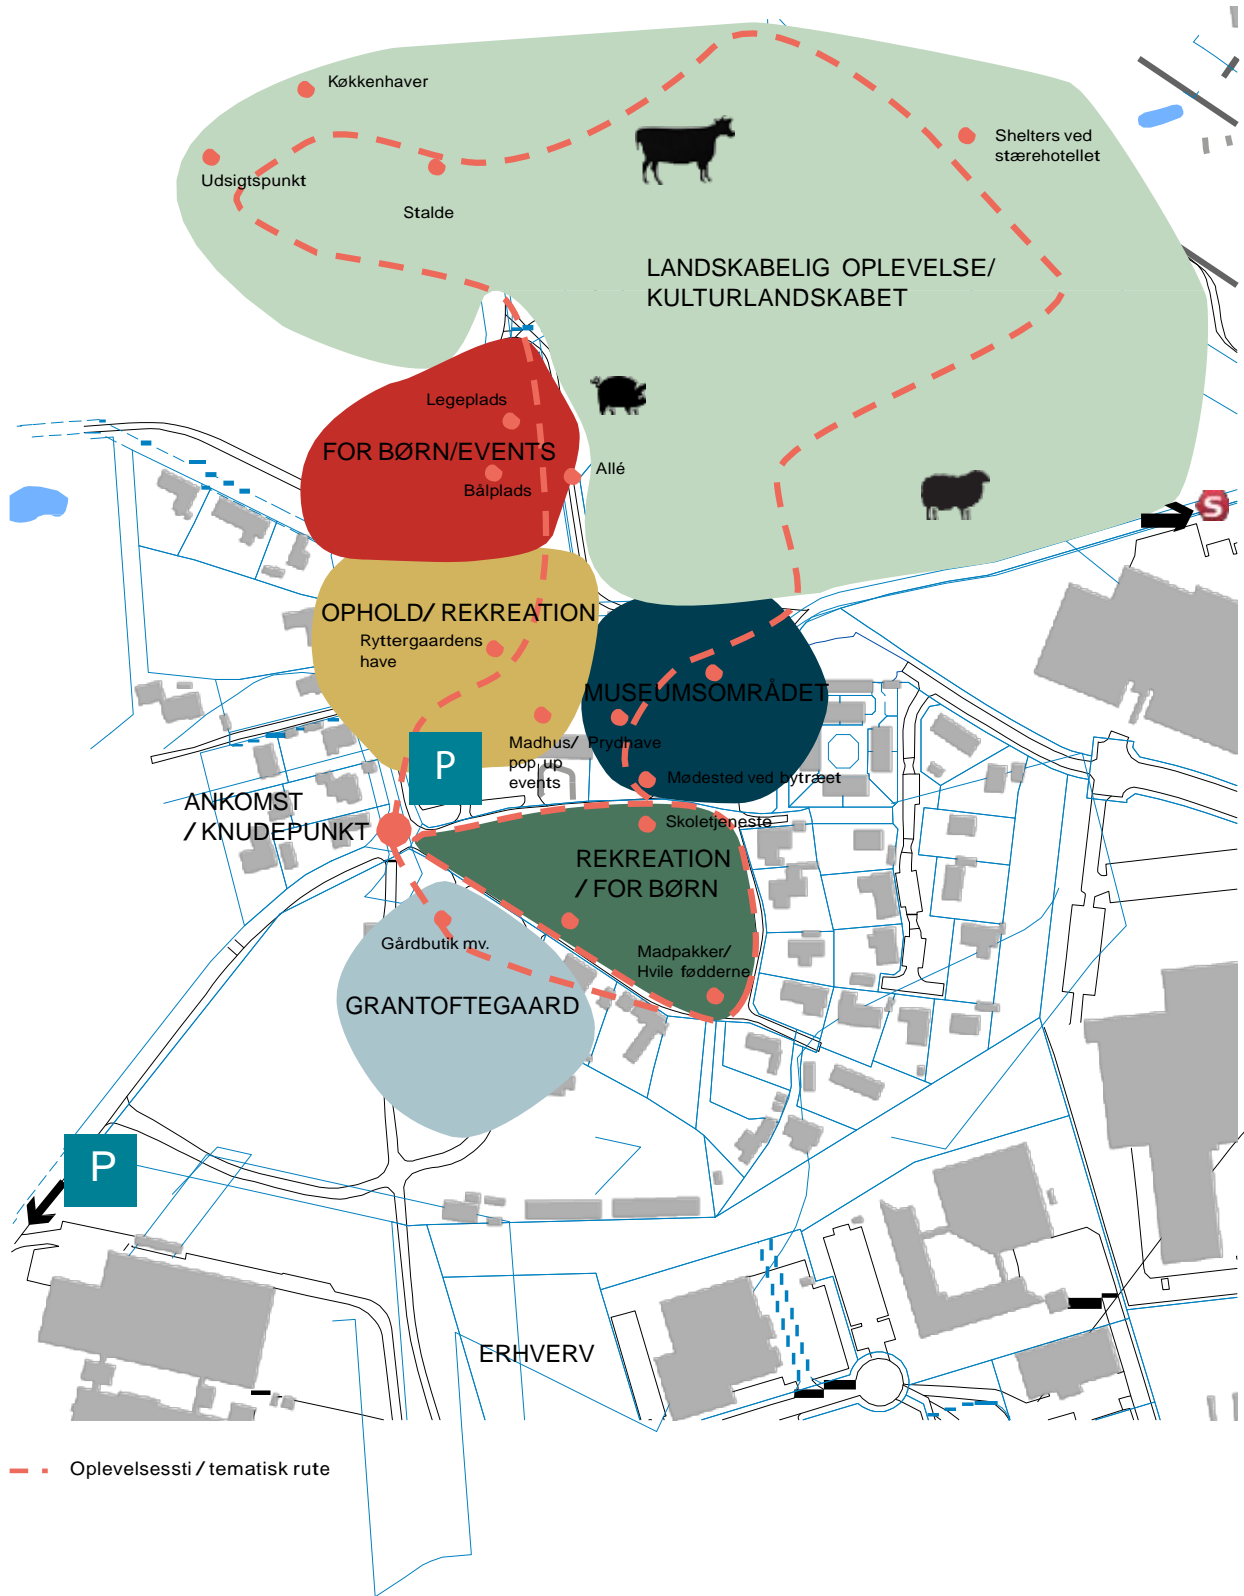 Køkkenhaver
Shelters ved
stærehotellet
Udsigtspunkt
Stalde
LANDSKABELIG OPLEVELSE/
KULTURLANDSKABET
Legeplads
FOR BØRN/EVENTS
Allé
Bålplads
S
OPHOLD/ REKREATION
Ryttergaardens
have
MUSEUMSOMRÅDET
Madhus/
pop up
events
Prydhave
P
Mødested ved bytræet
ANKOMST
/ KNUDEPUNKT
Skoletjeneste
REKREATION
/ FOR BØRN
Gårdbutik mv.
Madpakker/
Hvile fødderne
GRANTOFTEGAARD
P
ERHVERV
Oplevelsessti / tematisk rute